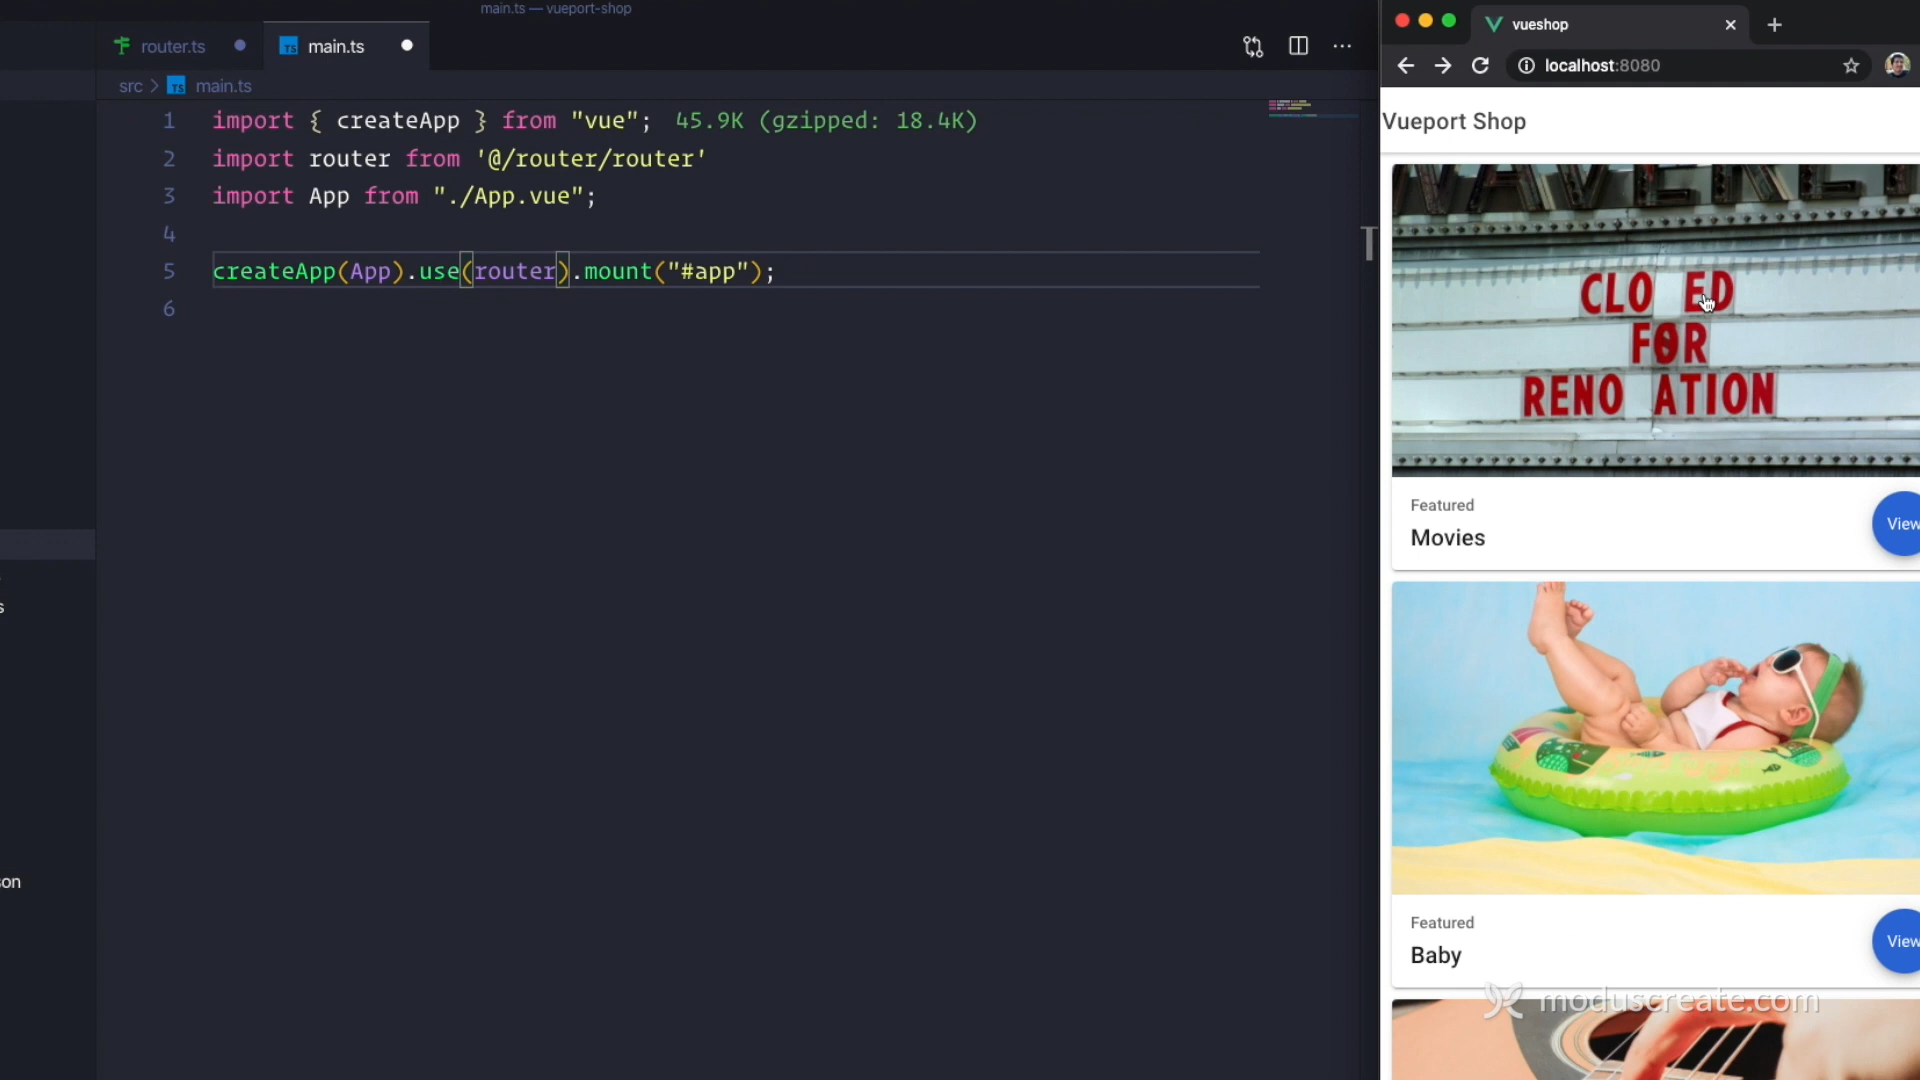 main.ts — vueport-shop
router.ts
TS main.ts
src > TS main.ts
1 import { createApp } from "vue"; 45.9K (gzipped: 18.4K)
2 import router from '@/router/router'
3 import App from "./App.vue";
4
5 createApp(App).use(router).mount("#app");
6
s
son
vueshop
localhost:8080
Vueport Shop
CLO ED
FOR
RENO ATION
Featured
Movies
View
Featured
Baby
View
moduscreate.com